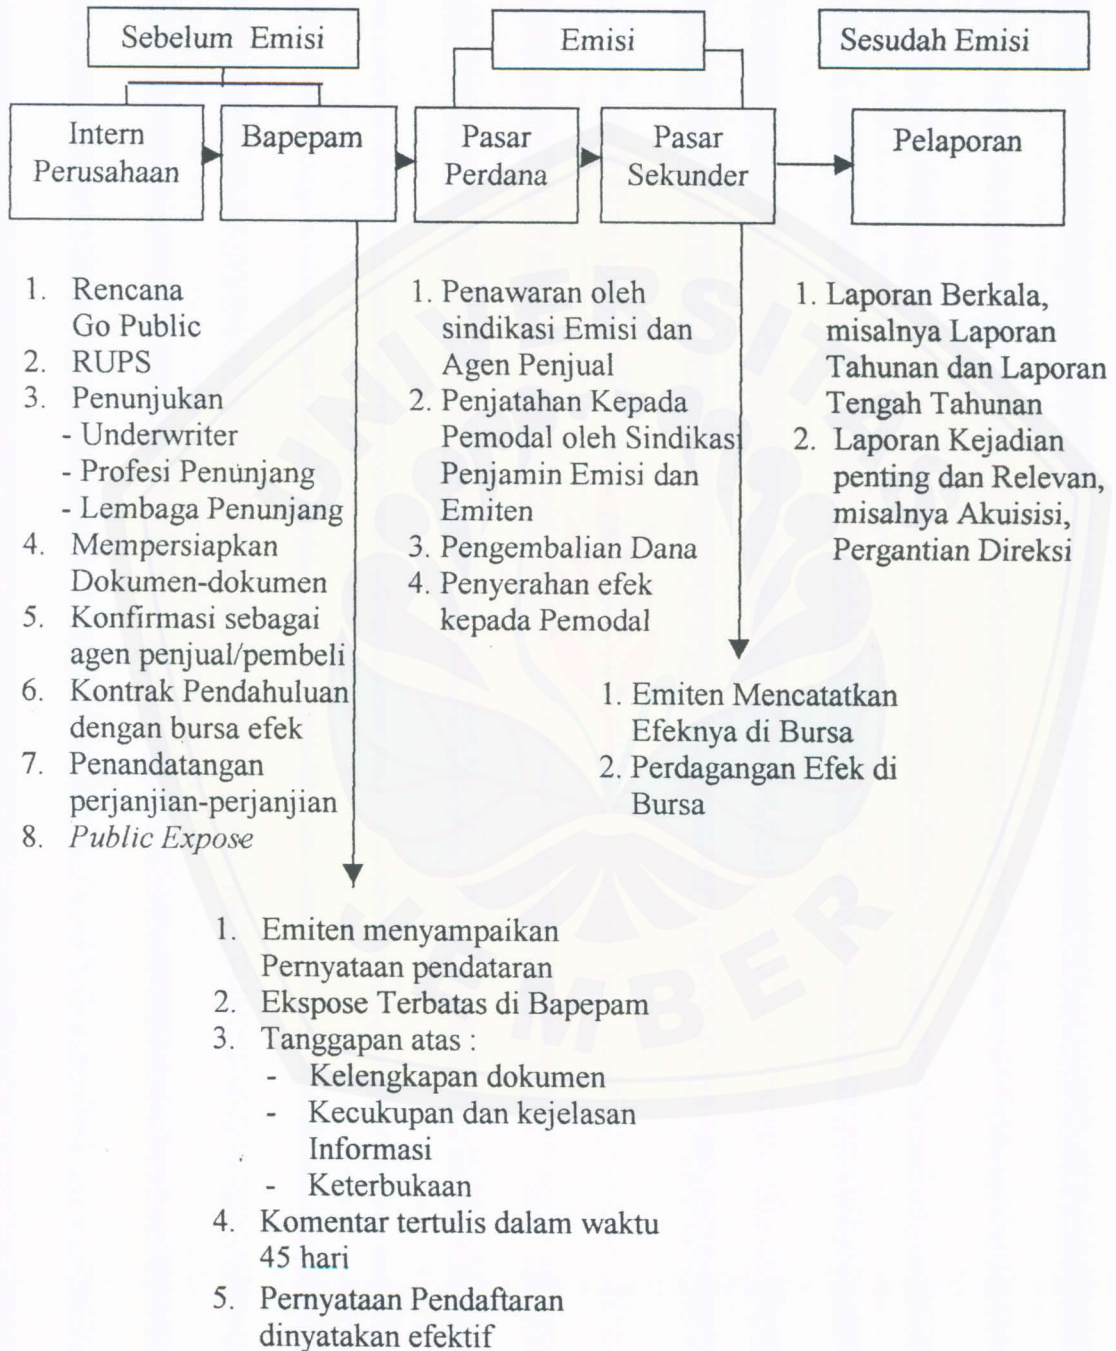 Sebelum Emisi
Emisi
Sesudah Emisi
Intern
Perusahaan
Bapepam
Pasar
Perdana
Pasar
Sekunder
Pelaporan
1. Rencana
Go Public
2. RUPS
3. Penunjukan
- Underwriter
- Profesi Penunjang
- Lembaga Penunjang
4. Mempersiapkan
Dokumen-dokumen
5. Konfirmasi sebagai
agen penjual/pembeli
6. Kontrak Pendahuluan
dengan bursa efek
7. Penandatangan
perjanjian-perjanjian
8. Public Expose
1. Penawaran oleh
sindikasi Emisi dan
Agen Penjual
2. Penjatahan Kepada
Pemodal oleh Sindikasi
Penjamin Emisi dan
Emiten
3. Pengembalian Dana
4. Penyerahan efek
kepada Pemodal
1. Laporan Berkala,
misalnya Laporan
Tahunan dan Laporan
Tengah Tahunan
2. Laporan Kejadian
penting dan Relevan,
misalnya Akuisisi,
Pergantian Direksi
1. Emiten Mencatatkan
Efeknya di Bursa
2. Perdagangan Efek di
Bursa
1. Emiten menyampaikan
Pernyataan pendataran
2. Ekspose Terbatas di Bapepam
3. Tanggapan atas :
- Kelengkapan dokumen
- Kecukupan dan kejelasan
Informasi
- Keterbukaan
4. Komentar tertulis dalam waktu
45 hari
5. Pernyataan Pendaftaran
dinyatakan efektif
UNIVERSITAS
JEMBER